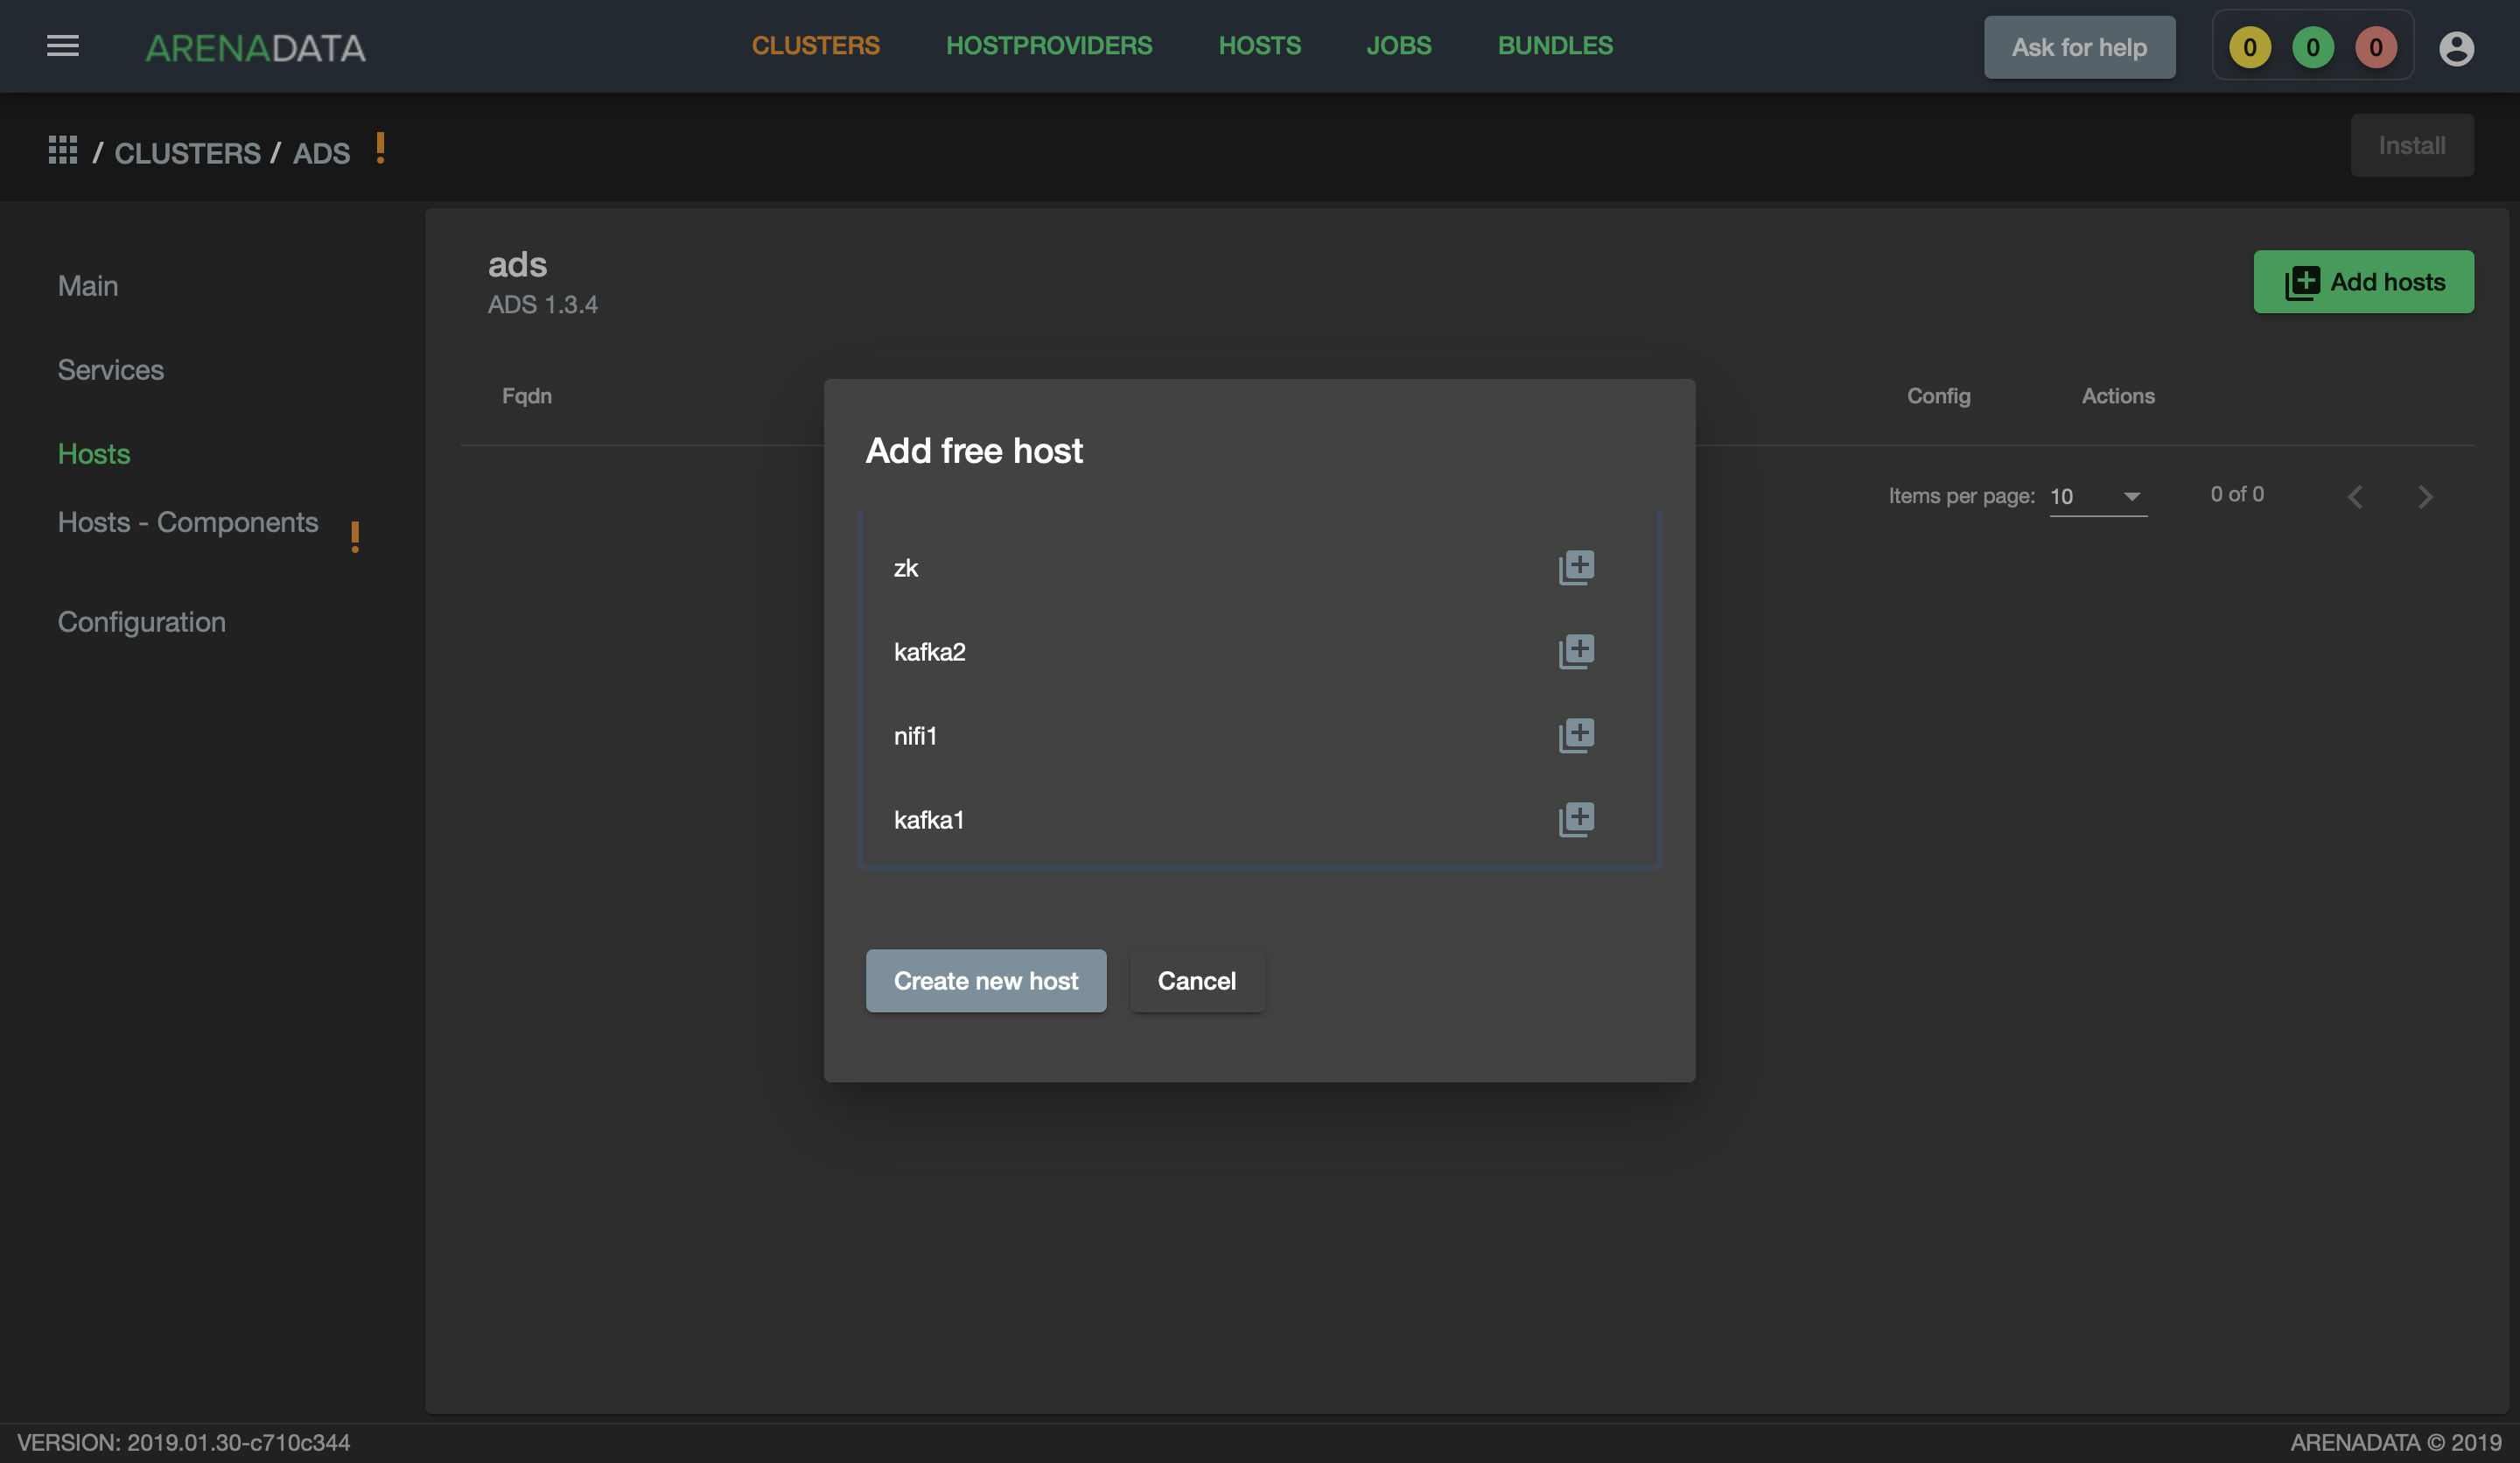 ARENADATA
CLUSTERS HOSTPROVIDERS HOSTS JOBS BUNDLES
Ask for help
0 0 0
/ CLUSTERS / ADS !
Install
Main
Services
Hosts
Hosts - Components !
Configuration
ads
ADS 1.3.4
Add hosts
Fqdn Config Actions
Items per page: 10 0 of 0
Add free host
zk
kafka2
nifi1
kafka1
Create new host Cancel
VERSION: 2019.01.30-c710c344
ARENADATA © 2019